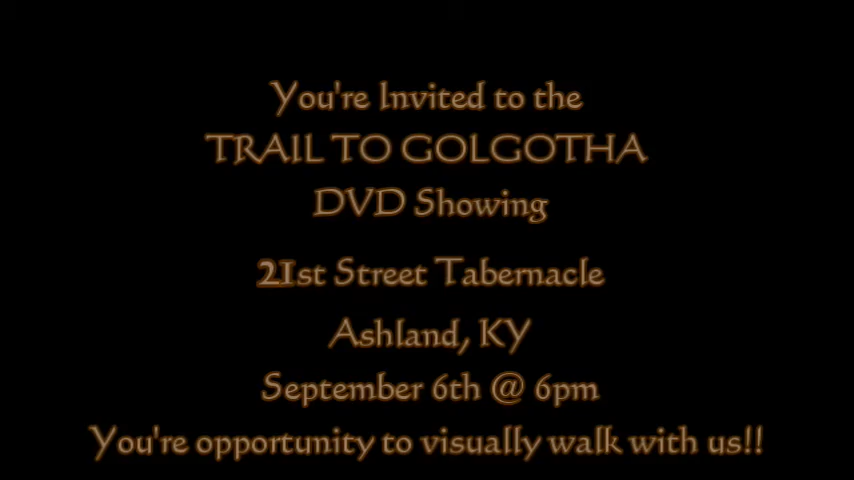 You're Invited to the
TRAIL TO GOLGOTHA
DVD Showing
21st Street Tabernacle
Ashland, KY
September 6th @ 6pm
You're opportunity to visually walk with us!!